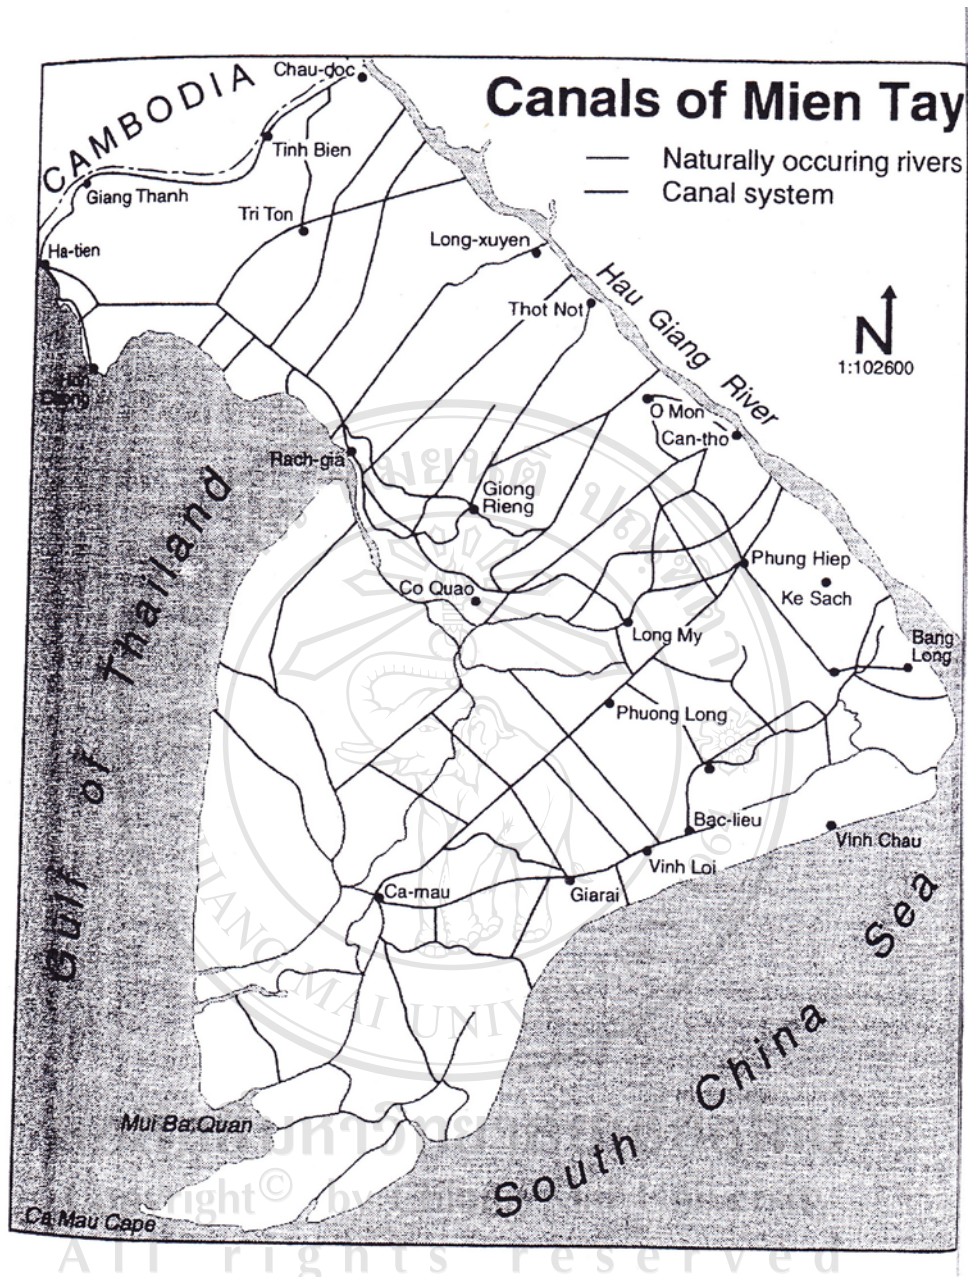 Canals of Mien Tay
Naturally occuring rivers
Canal system
N
1:102600
CAMBODIA
Chau-doc
Tinh Bien
Giang Thanh
Tri Ton
Ha-tien
Long-xuyen
Thot Not
Hau Giang River
O Mon
Can-tho
Rach-gia
Giong
Rieng
Phung Hiep
Co Quao
Ke Sach
Long My
Bang
Long
Phuong Long
Bac-lieu
Vinh Chau
Vinh Loi
Ca-mau
Giarai
Gulf of Thailand
South China Sea
Mui Ba Quan
Ca Mau Cape
All rights reserved